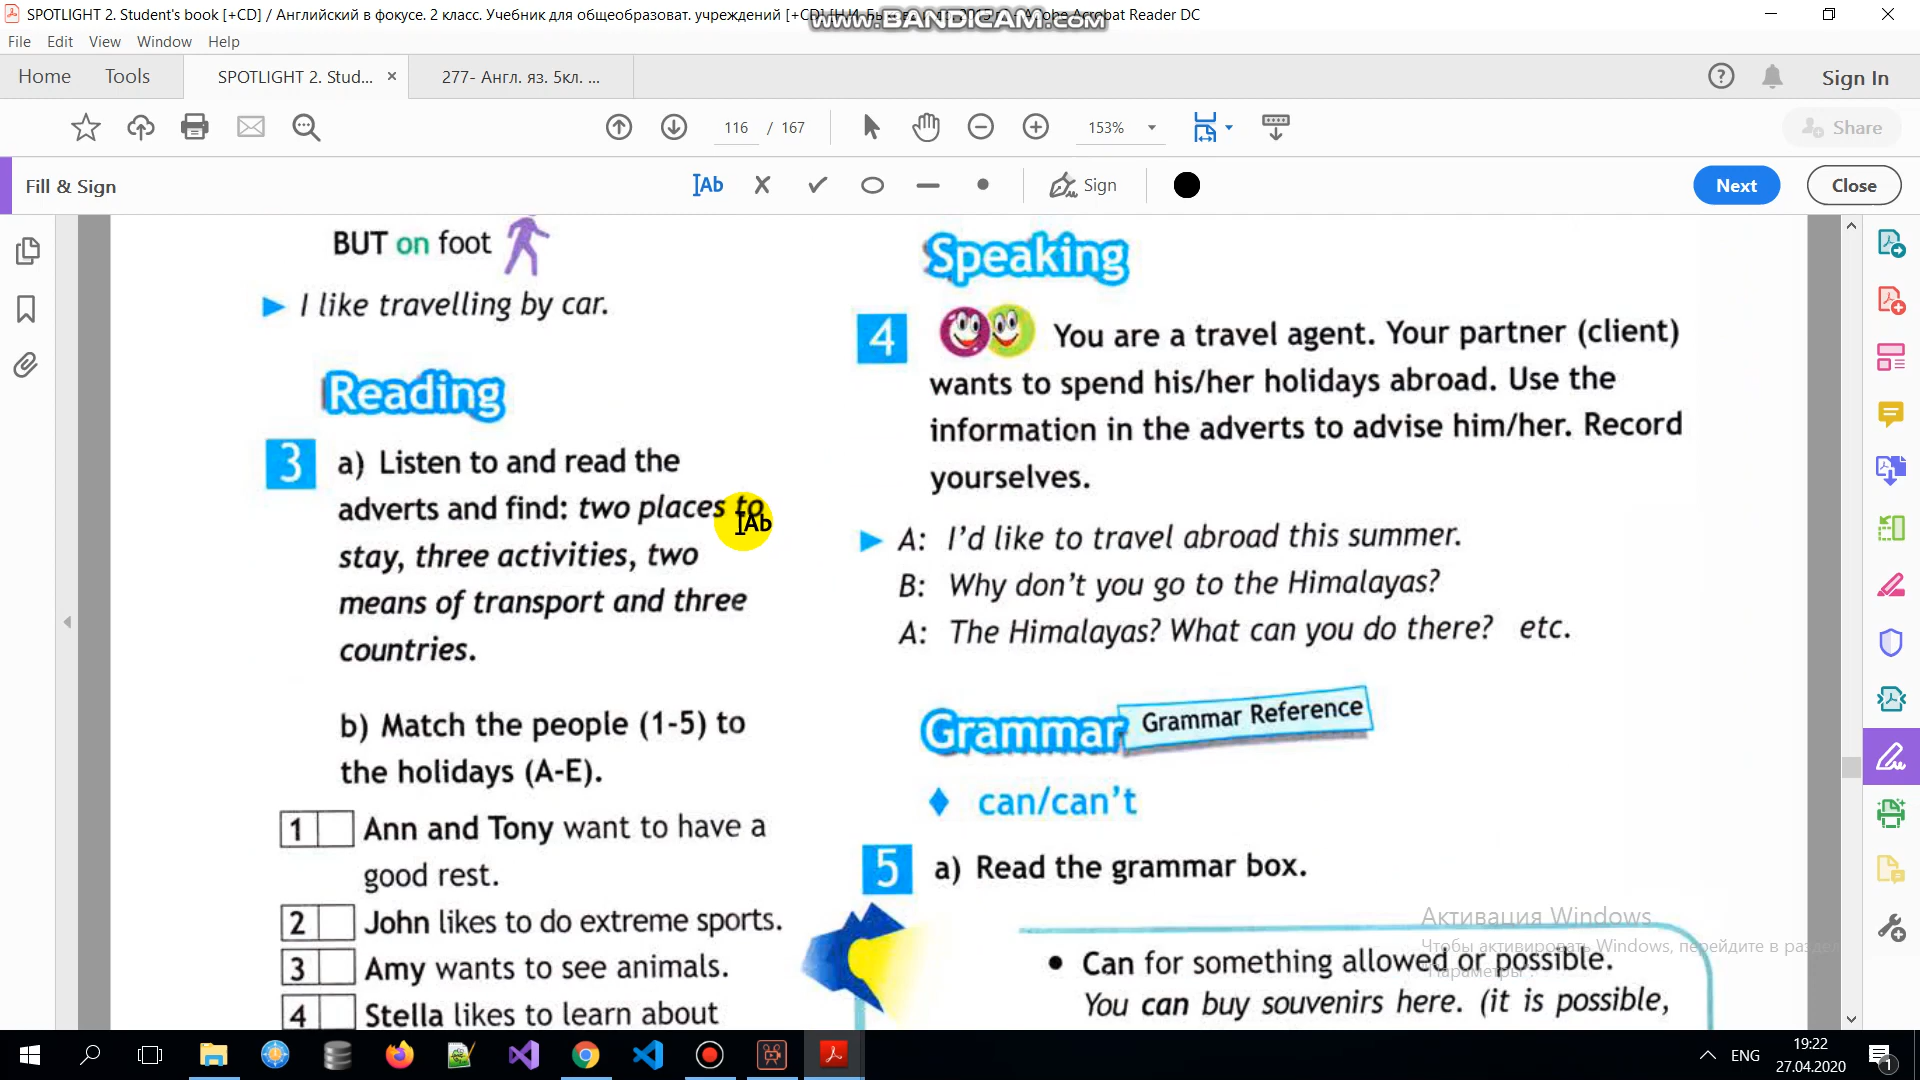 SPOTLIGHT 2. Student's book [+CD] / Английский в фокусе. 2 класс. Учебник для общеобразоват. учреждений [+CD]
Adobe Acrobat Reader DC
www.BANDICAM.com
File Edit View Window Help
Home Tools SPOTLIGHT 2. Stud... × 277- Англ. яз. 5кл. ... Sign In
116 / 167 153% Share
Fill & Sign Ab Sign Next Close
BUT on foot
I like travelling by car.
Reading
3 a) Listen to and read the
adverts and find: two places to
Ab
stay, three activities, two
means of transport and three
countries.
b) Match the people (1-5) to
the holidays (A-E).
1 Ann and Tony want to have a
good rest.
2 John likes to do extreme sports.
3 Amy wants to see animals.
4 Stella likes to learn about
Speaking
4 You are a travel agent. Your partner (client)
wants to spend his/her holidays abroad. Use the
information in the adverts to advise him/her. Record
yourselves.
A: I'd like to travel abroad this summer.
B: Why don't you go to the Himalayas?
A: The Himalayas? What can you do there? etc.
Grammar Grammar Reference
can/can't
5 a) Read the grammar box.
• Can for something allowed or possible.
You can buy souvenirs here. (it is possible,
Активация Windows
Чтобы активировать Windows, перейдите в раздел
"Параметры".
ENG
19:22
27.04.2020
1